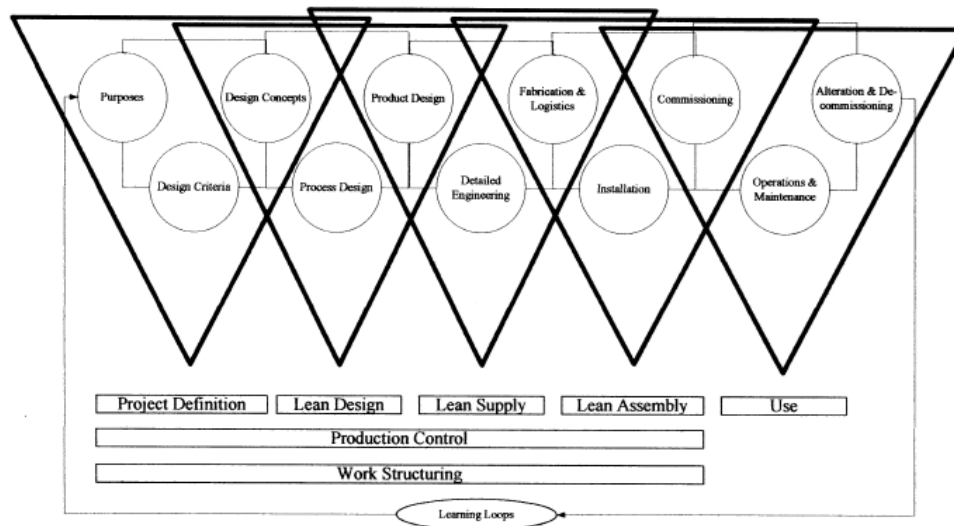 Purposes
Design Concepts
Product Design
Fabrication &
Logistics
Commissioning
Alteration & De-
commissioning
Design Criteria
Process Design
Detailed
Engineering
Installation
Operations &
Maintenance
Project Definition
Lean Design
Lean Supply
Lean Assembly
Use
Production Control
Work Structuring
Learning Loops